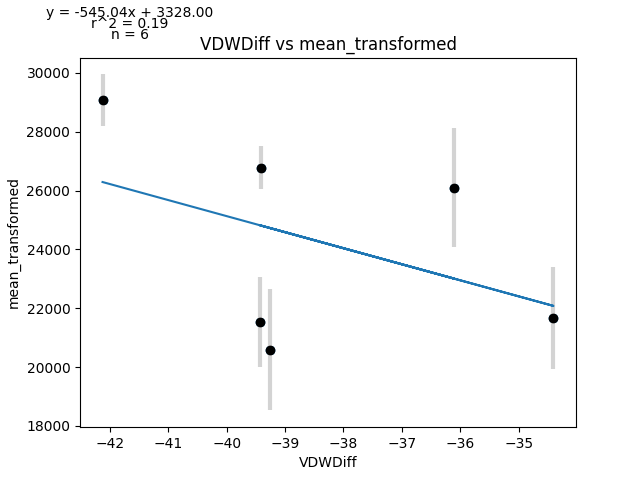 y = -545.04x + 3328.00
r^2 = 0.19
n = 6
VDWDiff vs mean_transformed
mean_transformed
30000
28000
26000
24000
22000
20000
18000
−42
−41
−40
−39
−38
−37
−36
−35
VDWDiff